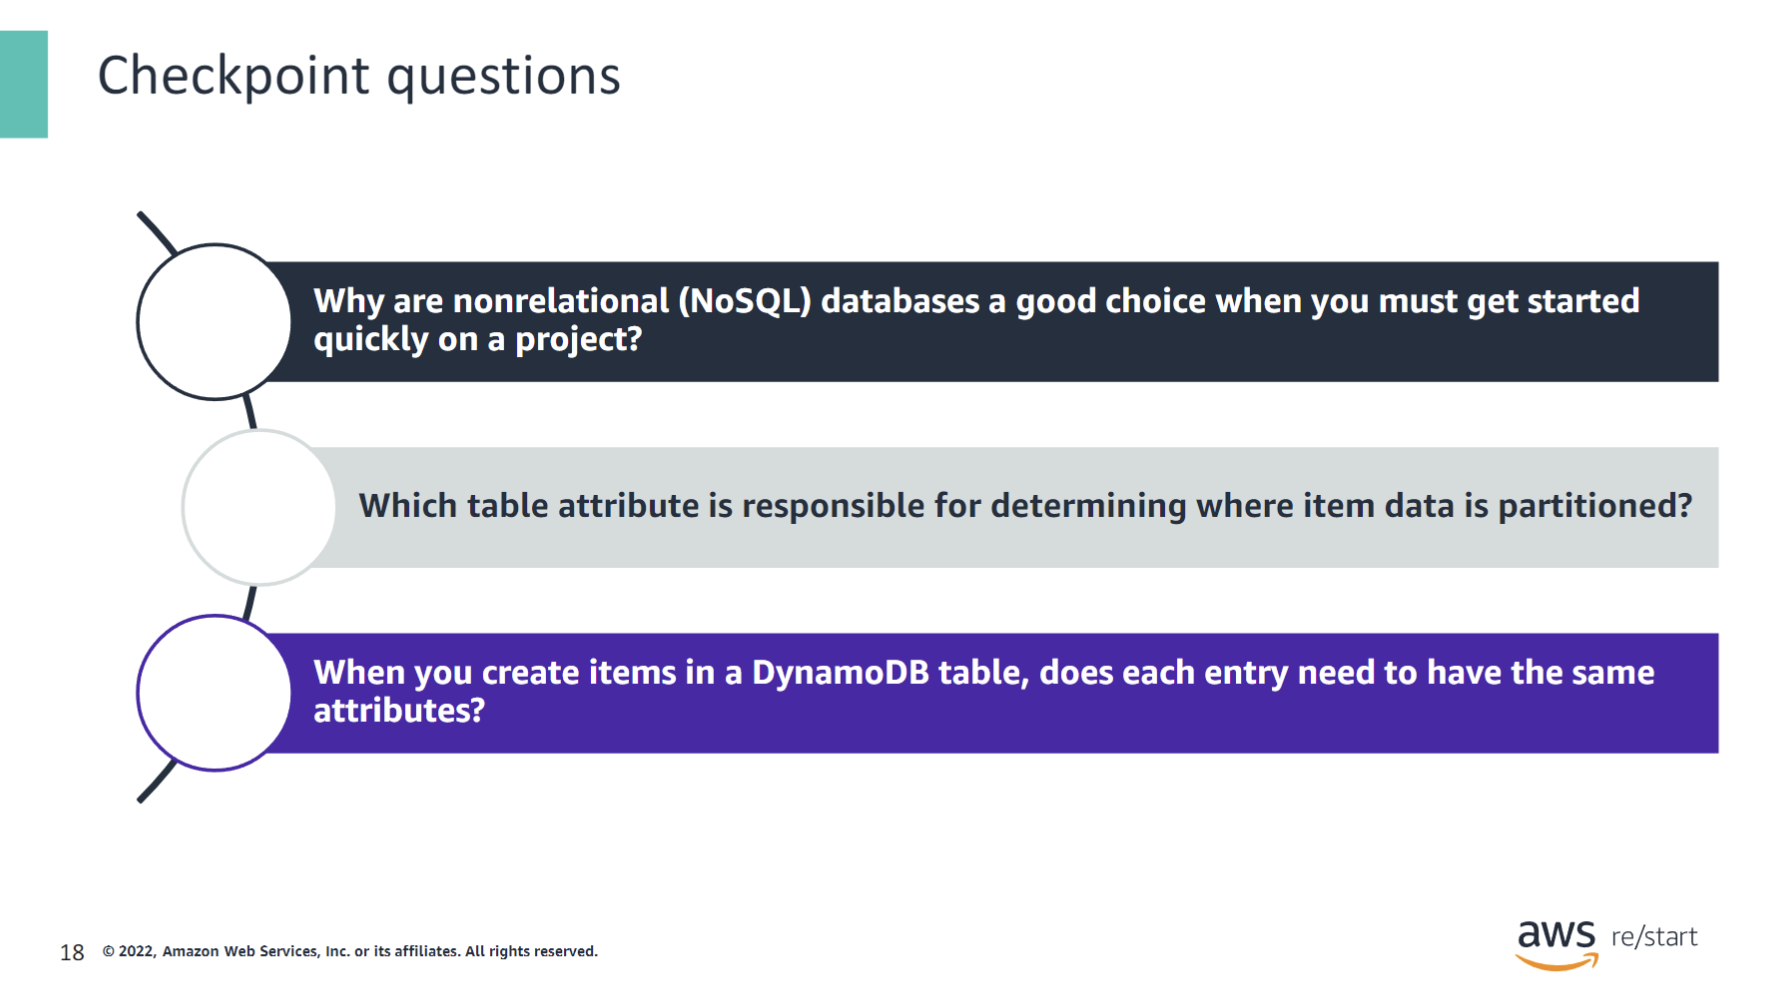 Checkpoint questions
Why are nonrelational (NoSQL) databases a good choice when you must get started
quickly on a project?
Which table attribute is responsible for determining where item data is partitioned?
When you create items in a DynamoDB table, does each entry need to have the same
attributes?
18 © 2022, Amazon Web Services, Inc. or its affiliates. All rights reserved.
aws re/start